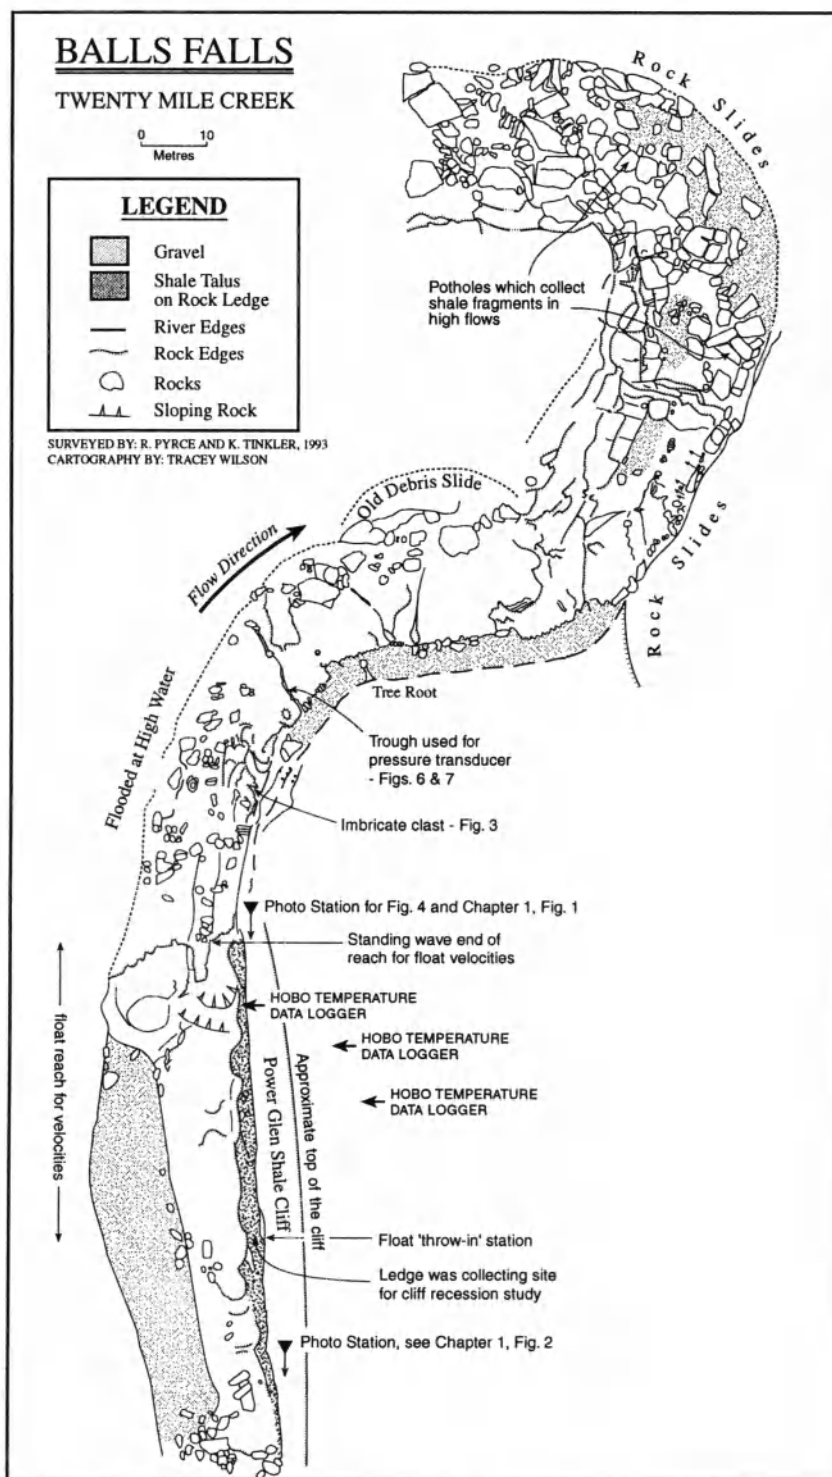 BALLS FALLS
TWENTY MILE CREEK
0 10
Metres
LEGEND
Gravel
Shale Talus
on Rock Ledge
River Edges
Rock Edges
Rocks
Sloping Rock
SURVEYED BY: R. PYRCE AND K. TINKLER, 1993
CARTOGRAPHY BY: TRACEY WILSON
Rock Slides
Potholes which collect
shale fragments in
high flows
Rock Slides
Old Debris Slide
Flow Direction
Flooded at High Water
Tree Root
Trough used for
pressure transducer
- Figs. 6 & 7
Imbricate clast - Fig. 3
Photo Station for Fig. 4 and Chapter 1, Fig. 1
Standing wave end of
reach for float velocities
float reach for velocities
HOBO TEMPERATURE
DATA LOGGER
HOBO TEMPERATURE
DATA LOGGER
HOBO TEMPERATURE
DATA LOGGER
Approximate top of the cliff
Power Glen Shale Cliff
Float 'throw-in' station
Ledge was collecting site
for cliff recession study
Photo Station, see Chapter 1, Fig. 2